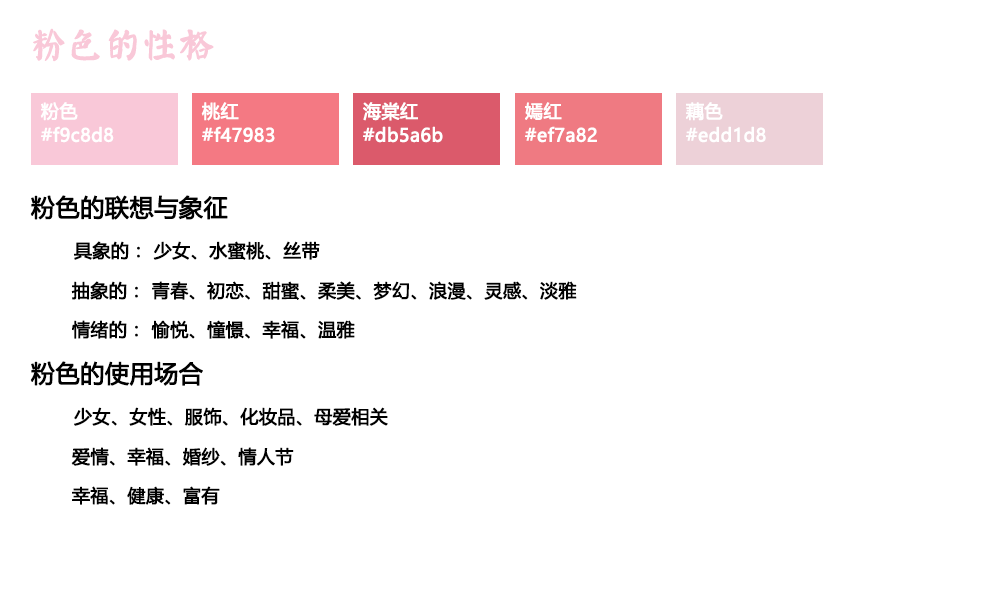 粉色的性格
粉色
#f9c8d8
桃红
#f47983
海棠红
#db5a6b
嫣红
#ef7a82
藕色
#edd1d8
粉色的联想与象征
具象的： 少女、水蜜桃、丝带
抽象的： 青春、初恋、甜蜜、柔美、梦幻、浪漫、灵感、淡雅
情绪的： 愉悦、憧憬、幸福、温雅
粉色的使用场合
少女、女性、服饰、化妆品、母爱相关
爱情、幸福、婚纱、情人节
幸福、健康、富有